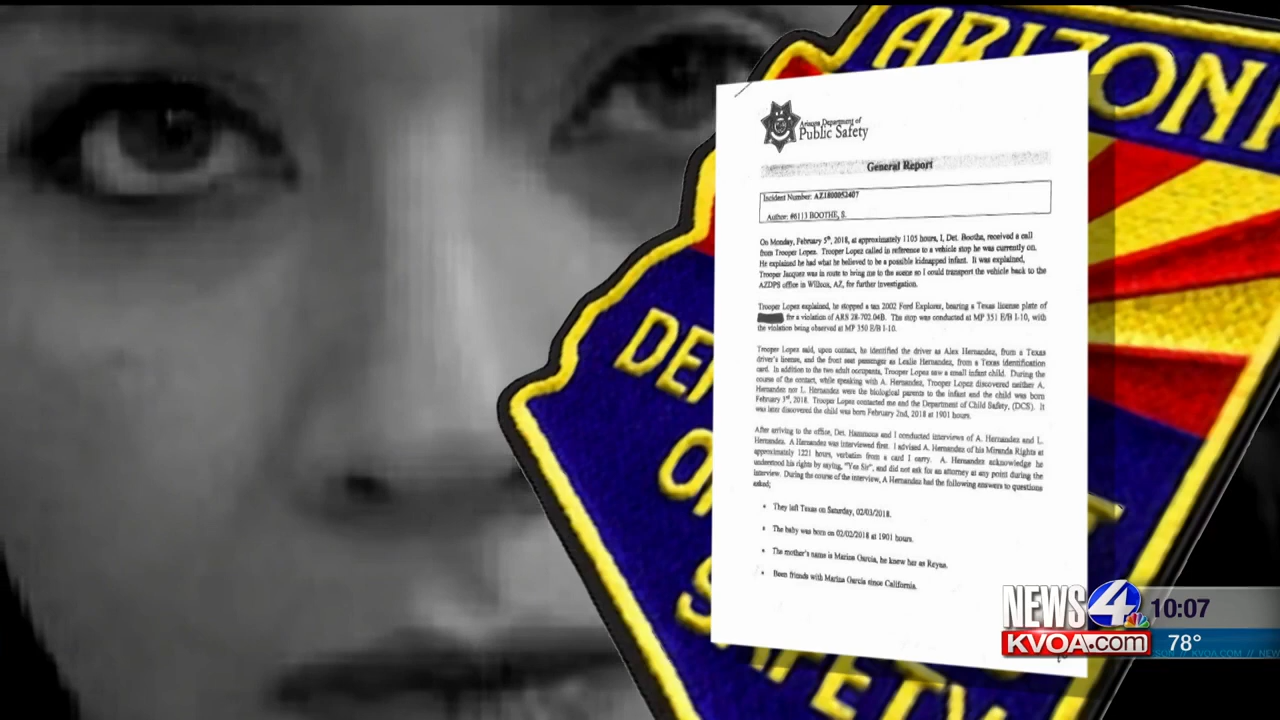 ARIZON
DE
O
S
AFETY
Arizona Department of
Public Safety
General Report
Incident Number: AZ1800052407
Author: #6113 BOOTHE, S.
On Monday, February 5th, 2018, at approximately 1105 hours, I, Det. Boothe, received a call
from Trooper Lopez. Trooper Lopez called in reference to a vehicle stop he was currently on.
He explained he had what he believed to be a possible kidnapped infant. It was explained,
Trooper Jacquez was in route to bring me to the scene so I could transport the vehicle back to the
AZDPS office in Willcox, AZ, for further investigation.
Trooper Lopez explained, he stopped a tan 2002 Ford Explorer, bearing a Texas license plate of
for a violation of ARS 28-702.04B. The stop was conducted at MP 351 E/B I-10, with
the violation being observed at MP 350 E/B I-10.
Trooper Lopez said, upon contact, he identified the driver as Alex Hernandez, from a Texas
driver's license, and the front seat passenger as Leslie Hernandez, from a Texas identification
card. In addition to the two adult occupants, Trooper Lopez saw a small infant child. During the
course of the contact, while speaking with A. Hernandez, Trooper Lopez discovered neither A.
Hernandez nor L. Hernandez were the biological parents to the infant and the child was born
February 3rd, 2018. Trooper Lopez contacted me and the Department of Child Safety, (DCS). It
was later discovered the child was born February 2nd, 2018 at 1901 hours.
After arriving to the office, Det. Hammons and I conducted interviews of A. Hernandez and L.
Hernandez. A Hernandez was interviewed first. I advised A. Hernandez of his Miranda Rights at
approximately 1221 hours, verbatim from a card I carry. A. Hernandez acknowledge he
understood his rights by saying, "Yes Sir", and did not ask for an attorney at any point during the
interview. During the course of the interview, A Hernandez had the following answers to questions
asked;
• They left Texas on Saturday, 02/03/2018.
• The baby was born on 02/02/2018 at 1901 hours.
• The mother's name is Marina Garcia, he knew her as Reyna.
• Been friends with Marina Garcia since California.
NEWS 4
10:07
KVOA.com
78°
SON // KVOA.COM // NEW